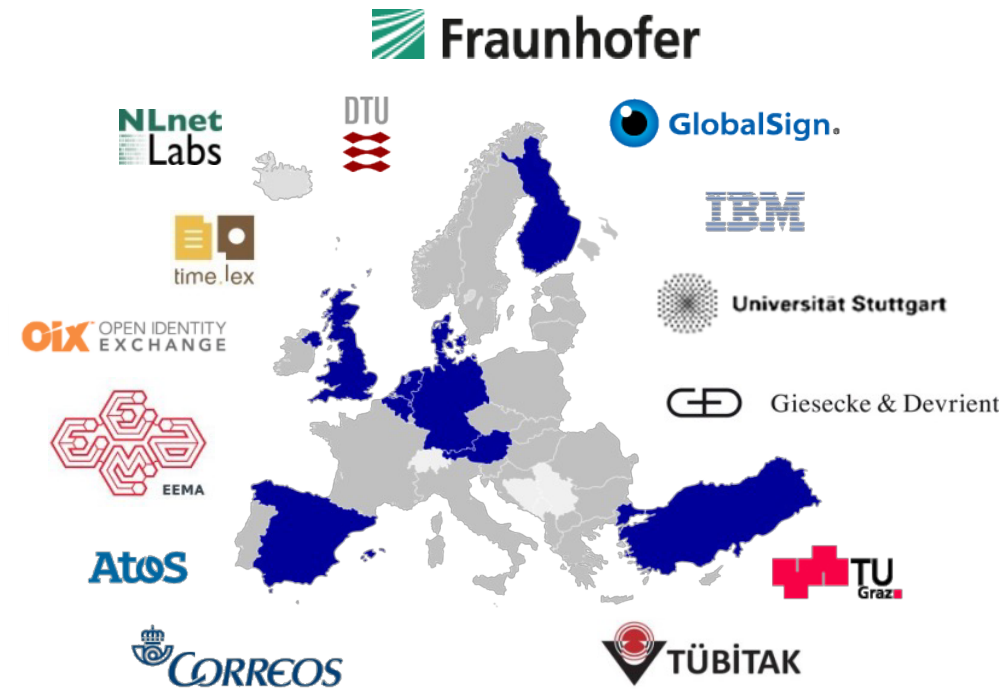 Fraunhofer
NLnet
Labs
DTU
GlobalSign.
IBM
time.lex
Universität Stuttgart
OIX OPEN IDENTITY
EXCHANGE
G&D Giesecke & Devrient
EEMA
EEMA
Atos
TU
Graz
CORREOS
TÜBİTAK